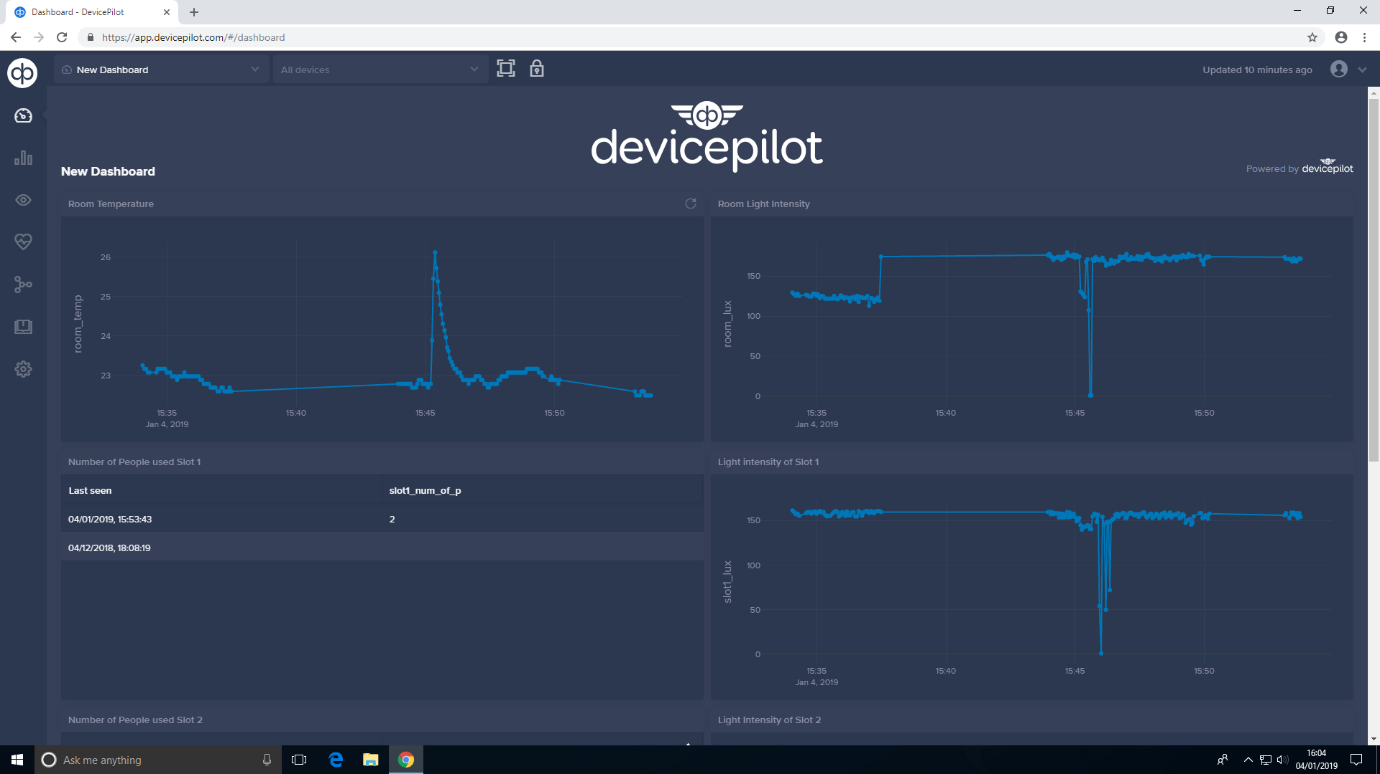 Dashboard - DevicePilot
https://app.devicepilot.com/#/dashboard
dp
New Dashboard
All devices
Updated 10 minutes ago
dp
devicepilot
New Dashboard
Powered by devicepilot
Room Temperature
26
25
24
23
room_temp
15:35
15:40
15:45
15:50
Jan 4, 2019
Room Light Intensity
150
100
50
0
room_lux
15:35
15:40
15:45
15:50
Jan 4, 2019
Number of People used Slot 1
Last seen slot1_num_of_p
04/01/2019, 15:53:43 2
04/12/2018, 18:08:19
Light intensity of Slot 1
150
100
50
0
slot1_lux
15:35
15:40
15:45
15:50
Jan 4, 2019
Number of People used Slot 2
Light Intensity of Slot 2
Ask me anything
16:04
04/01/2019